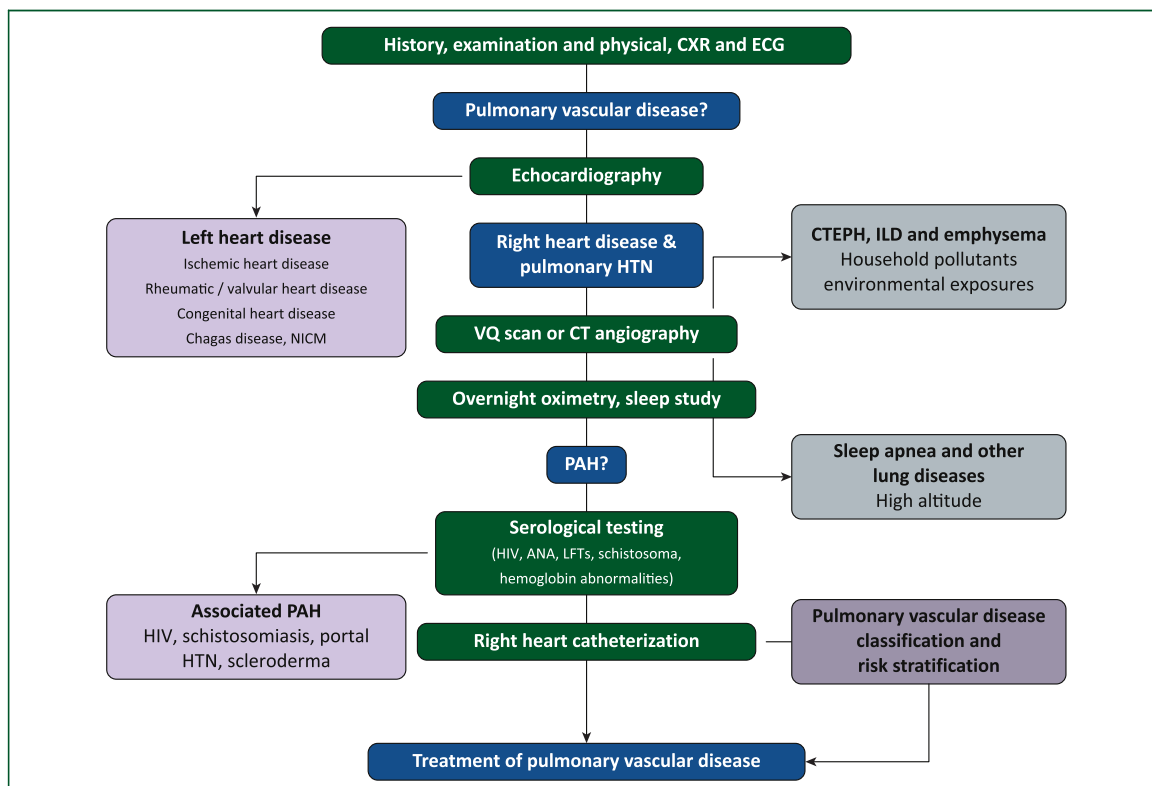 History, examination and physical, CXR and ECG
Pulmonary vascular disease?
Echocardiography
Left heart disease
Ischemic heart disease
Rheumatic / valvular heart disease
Congenital heart disease
Chagas disease, NICM
Right heart disease &
pulmonary HTN
CTEPH, ILD and emphysema
Household pollutants
environmental exposures
VQ scan or CT angiography
Overnight oximetry, sleep study
PAH?
Sleep apnea and other
lung diseases
High altitude
Serological testing
(HIV, ANA, LFTs, schistosoma,
hemoglobin abnormalities)
Associated PAH
HIV, schistosomiasis, portal
HTN, scleroderma
Right heart catheterization
Pulmonary vascular disease
classification and
risk stratification
Treatment of pulmonary vascular disease